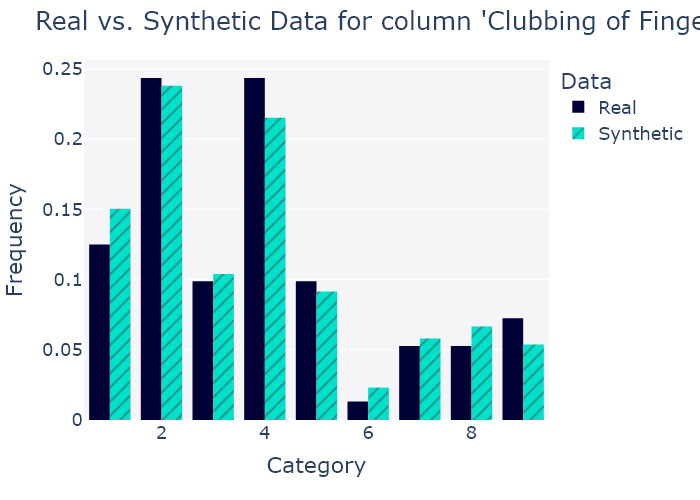 Real vs. Synthetic Data for column 'Clubbing of Finge
Data
Real
Synthetic
0.25
0.2
0.15
0.1
0.05
0
Frequency
2 4 6 8
Category